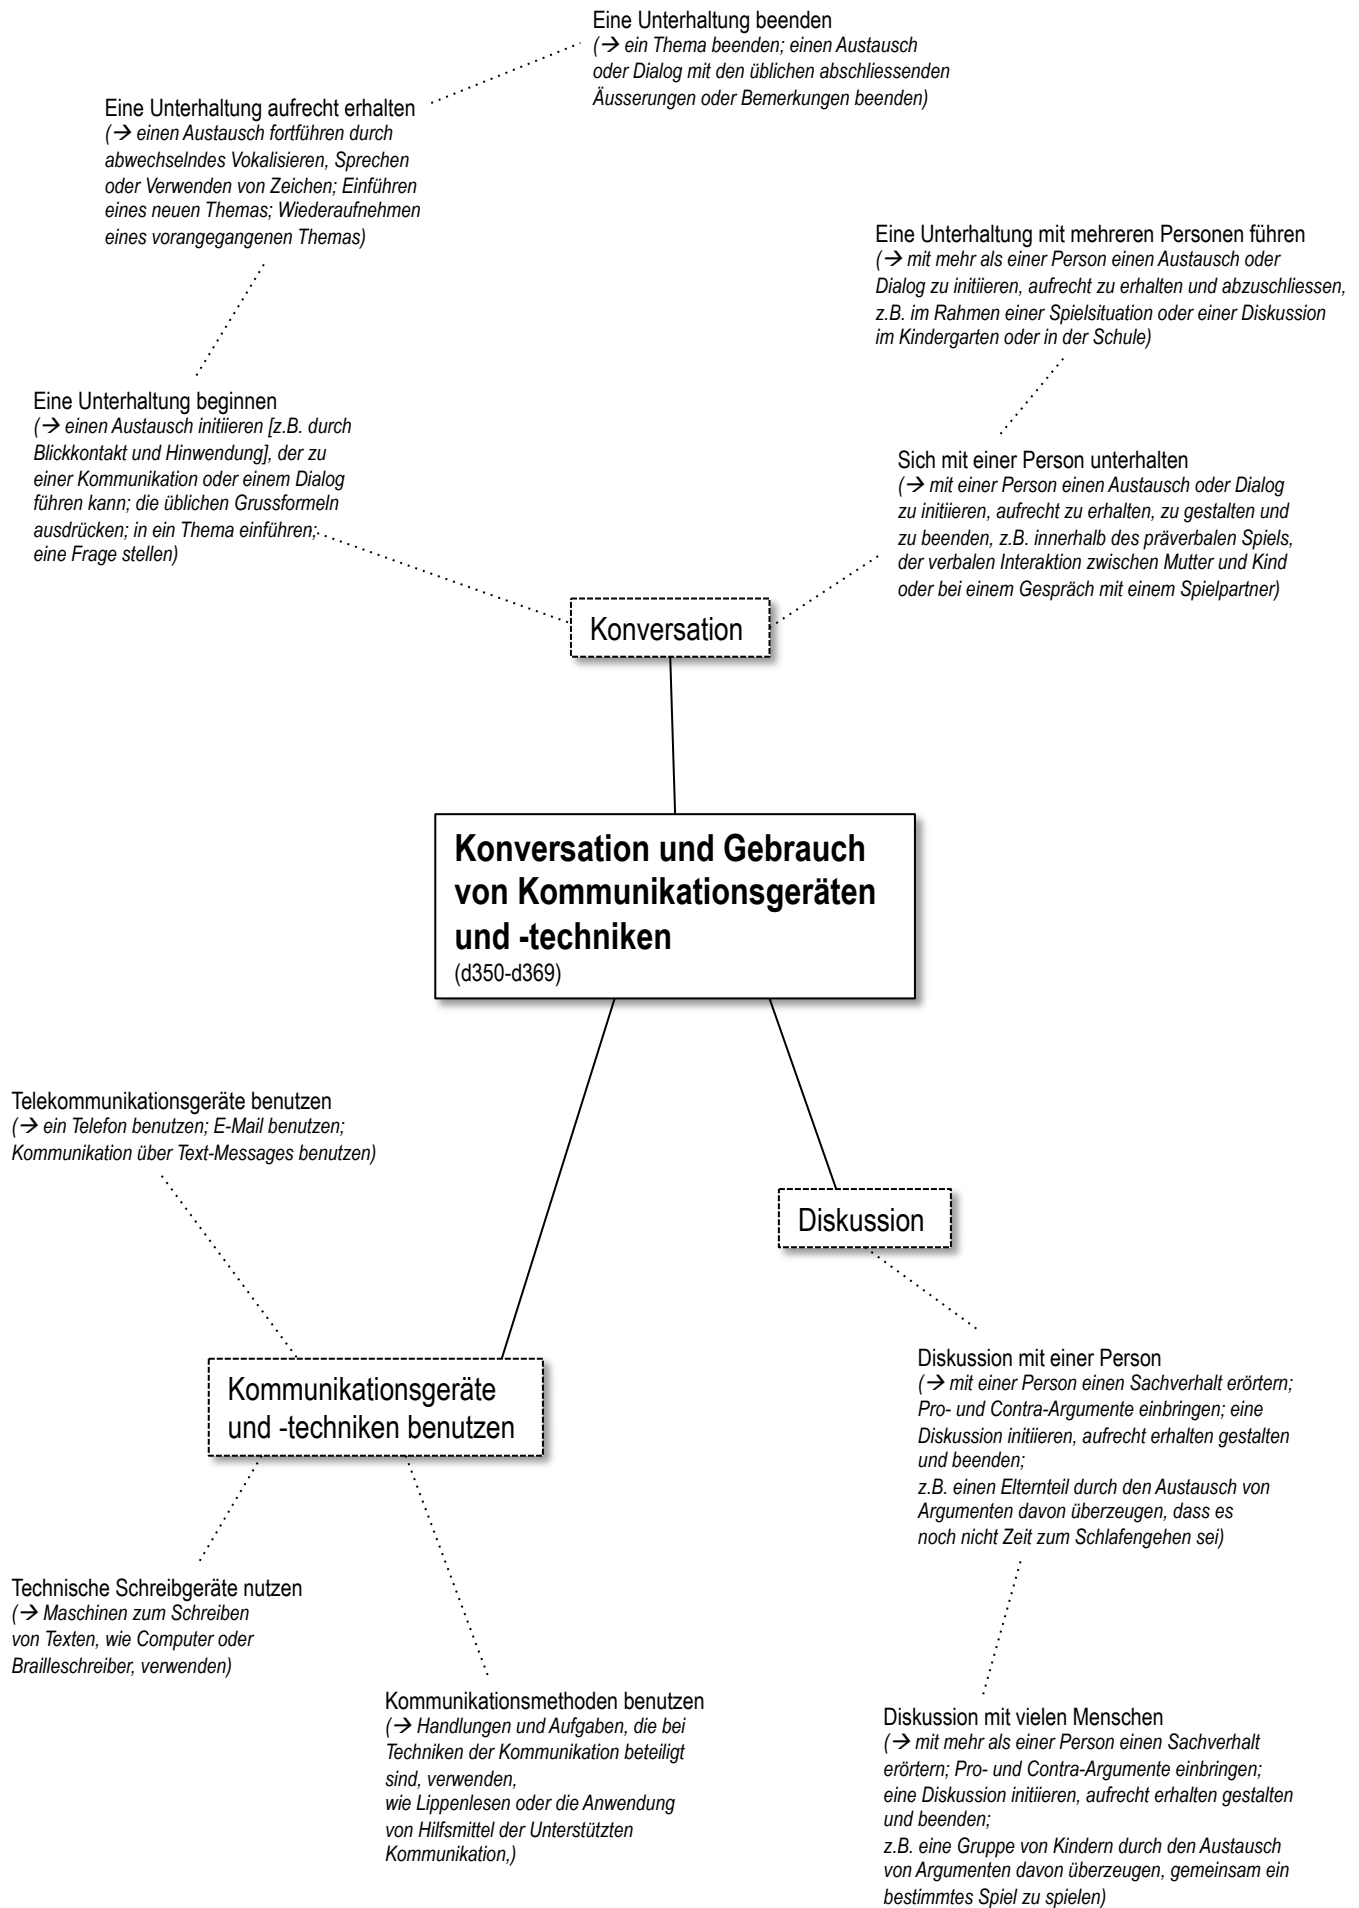 Eine Unterhaltung beenden
(→ ein Thema beenden; einen Austausch
oder Dialog mit den üblichen abschliessenden
Äusserungen oder Bemerkungen beenden)
Eine Unterhaltung aufrecht erhalten
(→ einen Austausch fortführen durch
abwechselndes Vokalisieren, Sprechen
oder Verwenden von Zeichen; Einführen
eines neuen Themas; Wiederaufnehmen
eines vorangegangenen Themas)
Eine Unterhaltung mit mehreren Personen führen
(→ mit mehr als einer Person einen Austausch oder
Dialog zu initiieren, aufrecht zu erhalten und abzuschliessen,
z.B. im Rahmen einer Spielsituation oder einer Diskussion
im Kindergarten oder in der Schule)
Eine Unterhaltung beginnen
(→ einen Austausch initiieren [z.B. durch
Blickkontakt und Hinwendung], der zu
einer Kommunikation oder einem Dialog
führen kann; die üblichen Grussformeln
ausdrücken; in ein Thema einführen;
eine Frage stellen)
Sich mit einer Person unterhalten
(→ mit einer Person einen Austausch oder Dialog
zu initiieren, aufrecht zu erhalten, zu gestalten und
zu beenden, z.B. innerhalb des präverbalen Spiels,
der verbalen Interaktion zwischen Mutter und Kind
oder bei einem Gespräch mit einem Spielpartner)
Konversation
Konversation und Gebrauch
von Kommunikationsgeräten
und -techniken
(d350-d369)
Telekommunikationsgeräte benutzen
(→ ein Telefon benutzen; E-Mail benutzen;
Kommunikation über Text-Messages benutzen)
Diskussion
Kommunikationsgeräte
und -techniken benutzen
Diskussion mit einer Person
(→ mit einer Person einen Sachverhalt erörtern;
Pro- und Contra-Argumente einbringen; eine
Diskussion initiieren, aufrecht erhalten gestalten
und beenden;
z.B. einen Elternteil durch den Austausch von
Argumenten davon überzeugen, dass es
noch nicht Zeit zum Schlafengehen sei)
Technische Schreibgeräte nutzen
(→ Maschinen zum Schreiben
von Texten, wie Computer oder
Brailleschreiber, verwenden)
Kommunikationsmethoden benutzen
(→ Handlungen und Aufgaben, die bei
Techniken der Kommunikation beteiligt
sind, verwenden,
wie Lippenlesen oder die Anwendung
von Hilfsmittel der Unterstützten
Kommunikation,)
Diskussion mit vielen Menschen
(→ mit mehr als einer Person einen Sachverhalt
erörtern; Pro- und Contra-Argumente einbringen;
eine Diskussion initiieren, aufrecht erhalten gestalten
und beenden;
z.B. eine Gruppe von Kindern durch den Austausch
von Argumenten davon überzeugen, gemeinsam ein
bestimmtes Spiel zu spielen)